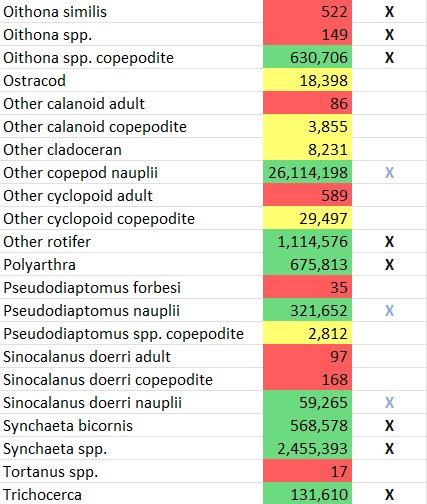 Oithona similis 522 X
Oithona spp. 149 X
Oithona spp. copepodite 630,706 X
Ostracod 18,398
Other calanoid adult 86
Other calanoid copepodite 3,855
Other cladoceran 8,231
Other copepod nauplii 26,114,198 X
Other cyclopoid adult 589
Other cyclopoid copepodite 29,497
Other rotifer 1,114,576 X
Polyarthra 675,813 X
Pseudodiaptomus forbesi 35
Pseudodiaptomus nauplii 321,652 X
Pseudodiaptomus spp. copepodite 2,812
Sinocalanus doerri adult 97
Sinocalanus doerri copepodite 168
Sinocalanus doerri nauplii 59,265 X
Synchaeta bicornis 568,578 X
Synchaeta spp. 2,455,393 X
Tortanus spp. 17
Trichocerca 131,610 X